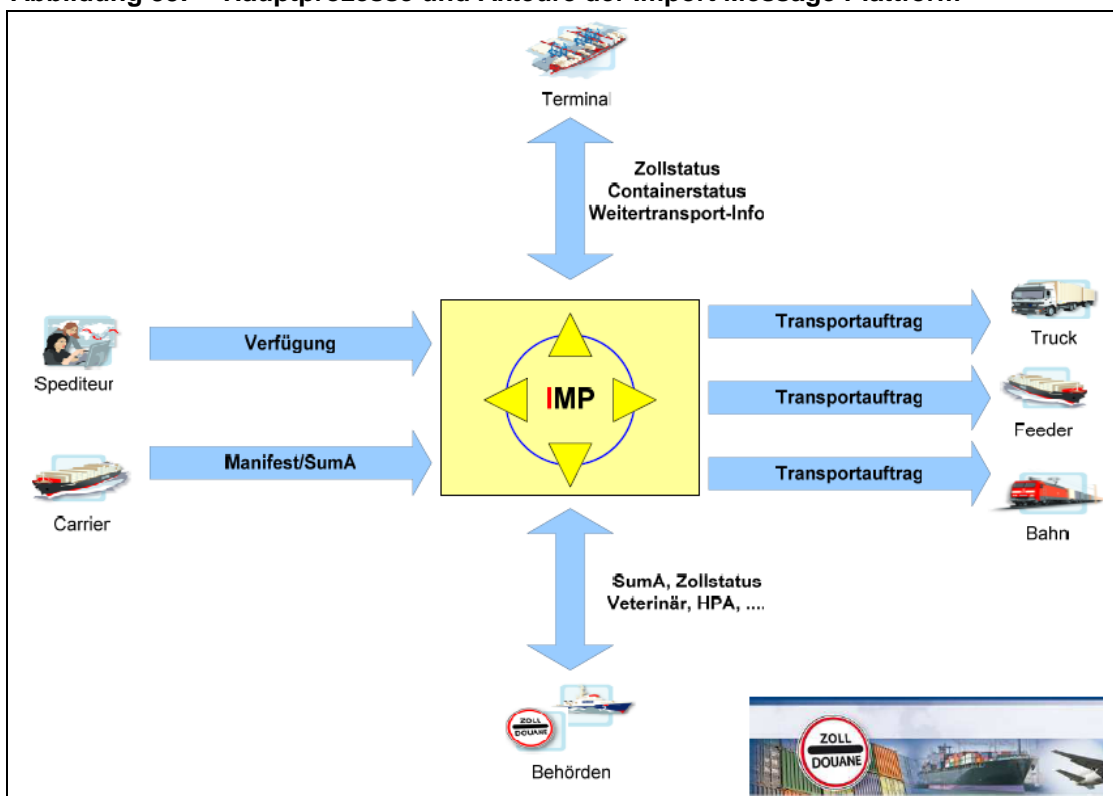 Terminal
Zollstatus
Containerstatus
Weitertransport-Info
Spediteur
Verfügung
Carrier
Manifest/SumA
IMP
Transportauftrag
Truck
Transportauftrag
Feeder
Transportauftrag
Bahn
SumA, Zollstatus
Veterinär, HPA, ....
ZOLL
DOUANE
Behörden
ZOLL
DOUANE